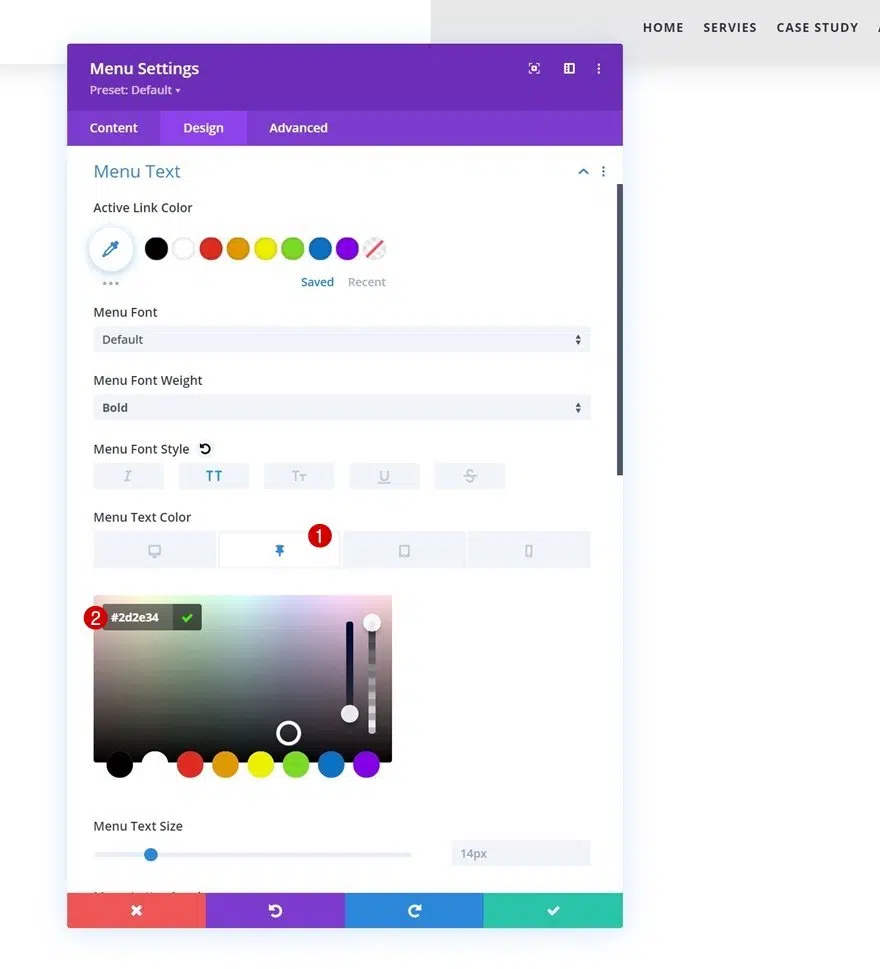 HOME SERVIES CASE STUDY
Menu Settings
Preset: Default
Content Design Advanced
Menu Text
Active Link Color
Saved Recent
Menu Font
Default
Menu Font Weight
Bold
Menu Font Style
I TT TT U S
Menu Text Color
1
2 #2d2e34
Menu Text Size
14px